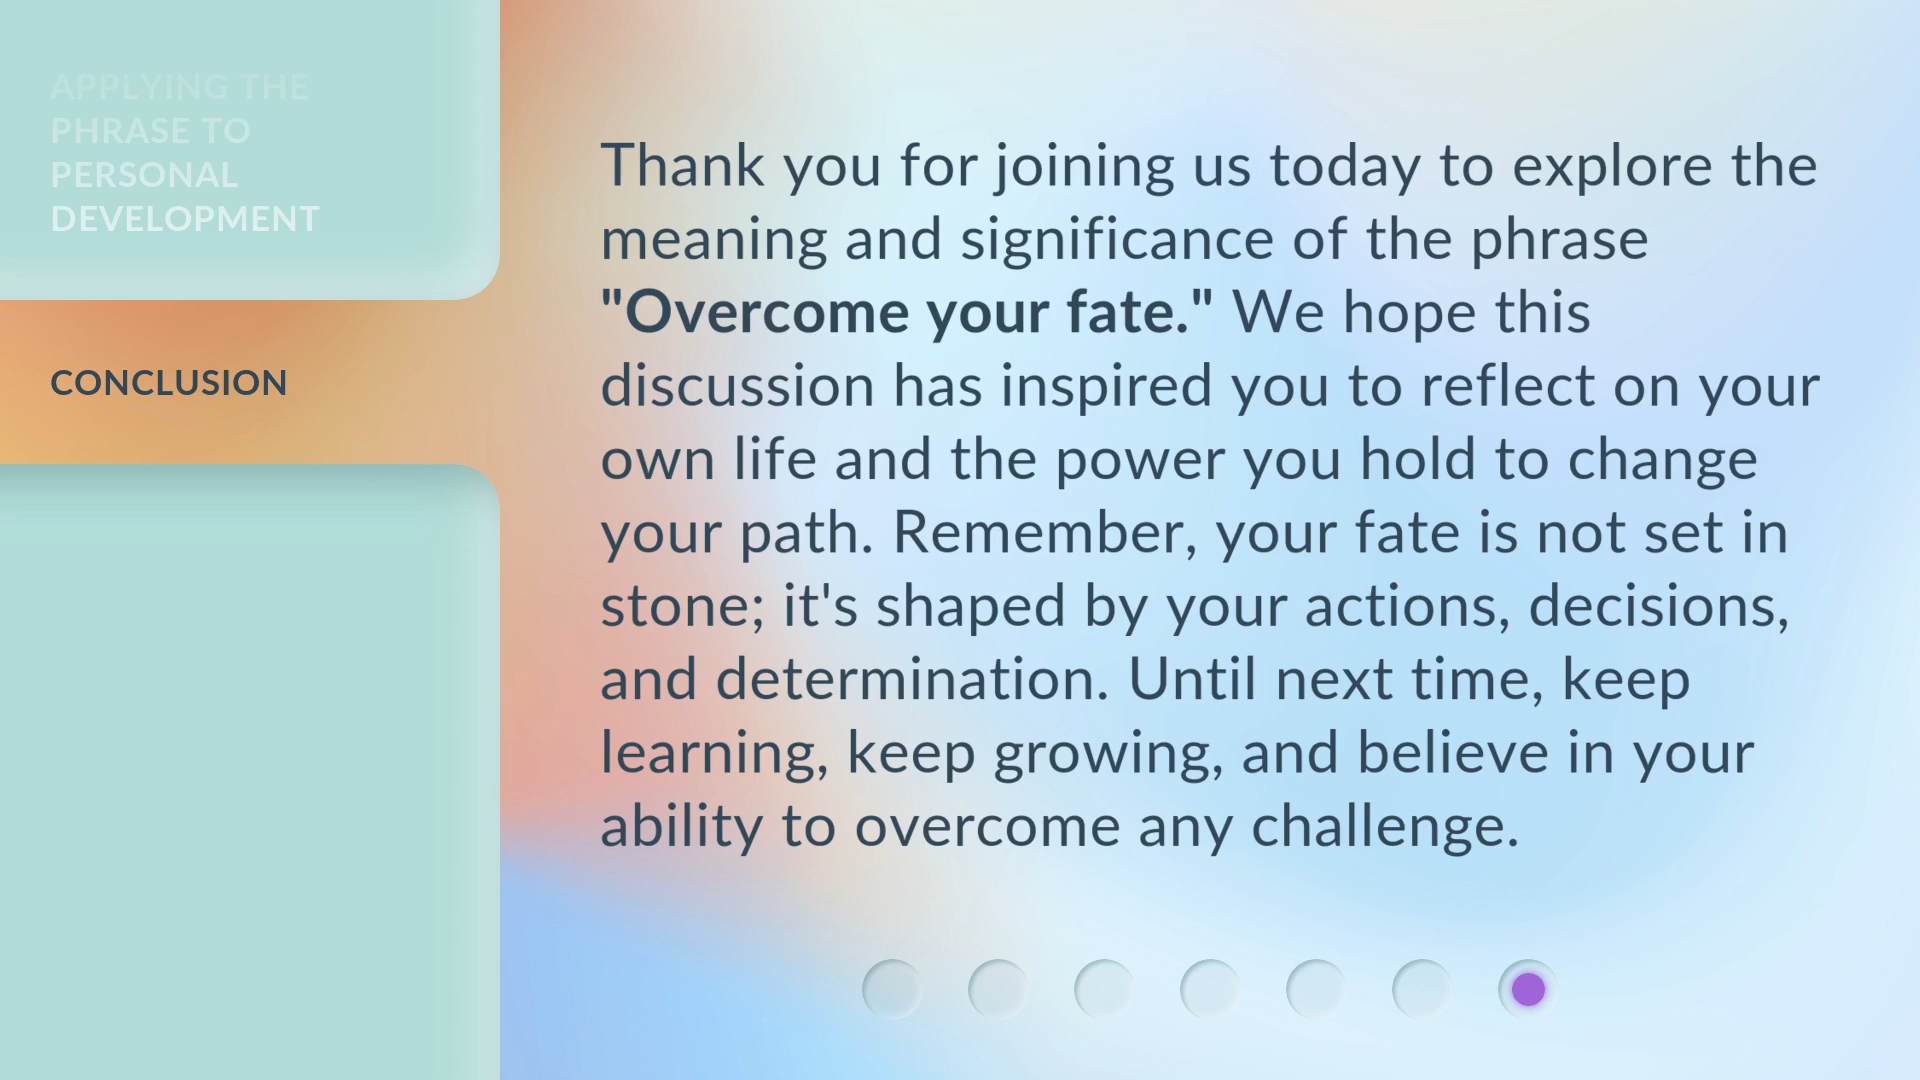 APPLYING THE
PHRASE TO
PERSONAL
DEVELOPMENT
CONCLUSION
Thank you for joining us today to explore the
meaning and significance of the phrase
"Overcome your fate." We hope this
discussion has inspired you to reflect on your
own life and the power you hold to change
your path. Remember, your fate is not set in
stone; it's shaped by your actions, decisions,
and determination. Until next time, keep
learning, keep growing, and believe in your
ability to overcome any challenge.